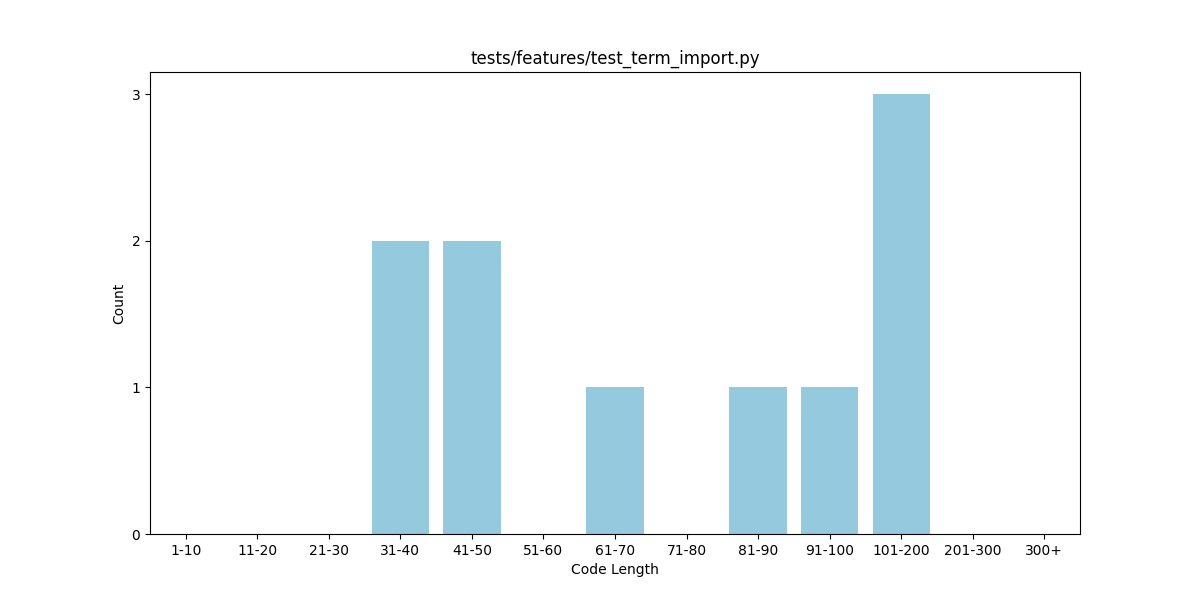 tests/features/test_term_import.py
3
2
1
0
Count
1-10 11-20 21-30 31-40 41-50 51-60 61-70 71-80 81-90 91-100 101-200 201-300 300+
Code Length